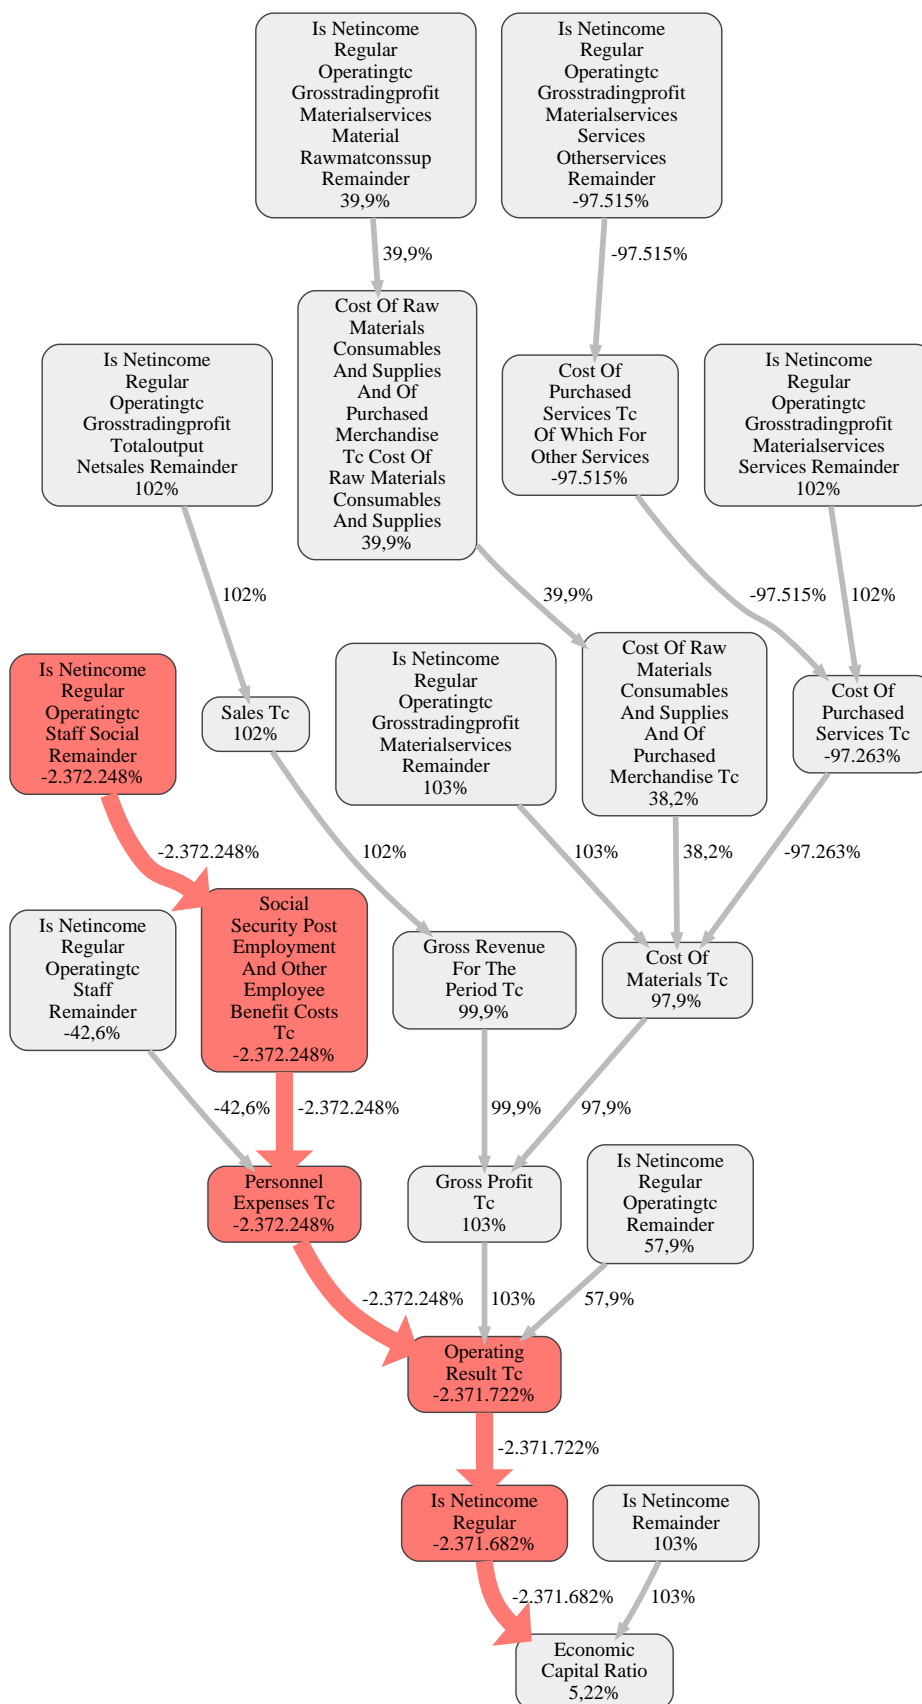 Is Netincome
Regular
Operatingtc
Grosstradingprofit
Materialservices
Material
Rawmatconssup
Remainder
39,9%
Is Netincome
Regular
Operatingtc
Grosstradingprofit
Materialservices
Services
Otherservices
Remainder
-97.515%
39,9%
-97.515%
Cost Of Raw
Materials
Consumables
And Supplies
And Of
Purchased
Merchandise
Tc Cost Of
Raw Materials
Consumables
And Supplies
39,9%
Is Netincome
Regular
Operatingtc
Grosstradingprofit
Totaloutput
Netsales Remainder
102%
Cost Of
Purchased
Services Tc
Of Which For
Other Services
-97.515%
Is Netincome
Regular
Operatingtc
Grosstradingprofit
Materialservices
Services Remainder
102%
102%
39,9%
-97.515%
102%
Is Netincome
Regular
Operatingtc
Staff Social
Remainder
-2.372.248%
Sales Tc
102%
Is Netincome
Regular
Operatingtc
Grosstradingprofit
Materialservices
Remainder
103%
Cost Of Raw
Materials
Consumables
And Supplies
And Of
Purchased
Merchandise Tc
38,2%
Cost Of
Purchased
Services Tc
-97.263%
-2.372.248%
102%
103%
38,2%
-97.263%
Is Netincome
Regular
Operatingtc
Staff
Remainder
-42,6%
Social
Security Post
Employment
And Other
Employee
Benefit Costs
Tc
-2.372.248%
Gross Revenue
For The
Period Tc
99,9%
Cost Of
Materials Tc
97,9%
-42,6%
-2.372.248%
99,9%
97,9%
Personnel
Expenses Tc
-2.372.248%
Gross Profit
Tc
103%
Is Netincome
Regular
Operatingtc
Remainder
57,9%
-2.372.248%
103%
57,9%
Operating
Result Tc
-2.371.722%
-2.371.722%
Is Netincome
Regular
-2.371.682%
Is Netincome
Remainder
103%
-2.371.682%
103%
Economic
Capital Ratio
5,22%